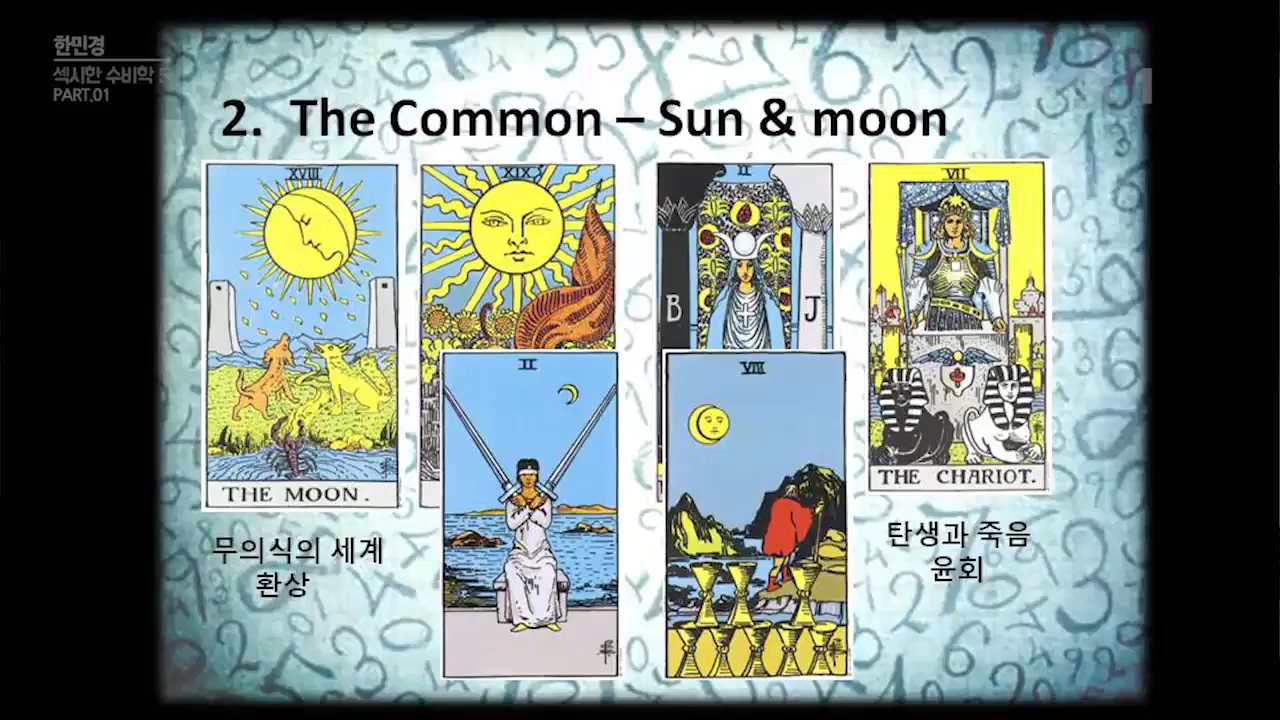 한민경
섹시한 수비학
PART.01
2. The Common – Sun & moon
XVIII
XIX
II
VII
B
J
II
VIII
THE MOON.
THE CHARIOT.
무의식의 세계
환상
탄생과 죽음
윤회